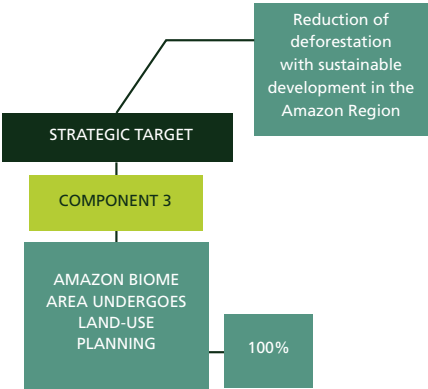 Reduction of
deforestation
with sustainable
development in the
Amazon Region
STRATEGIC TARGET
COMPONENT 3
AMAZON BIOME
AREA UNDERGOES
LAND-USE
PLANNING
100%